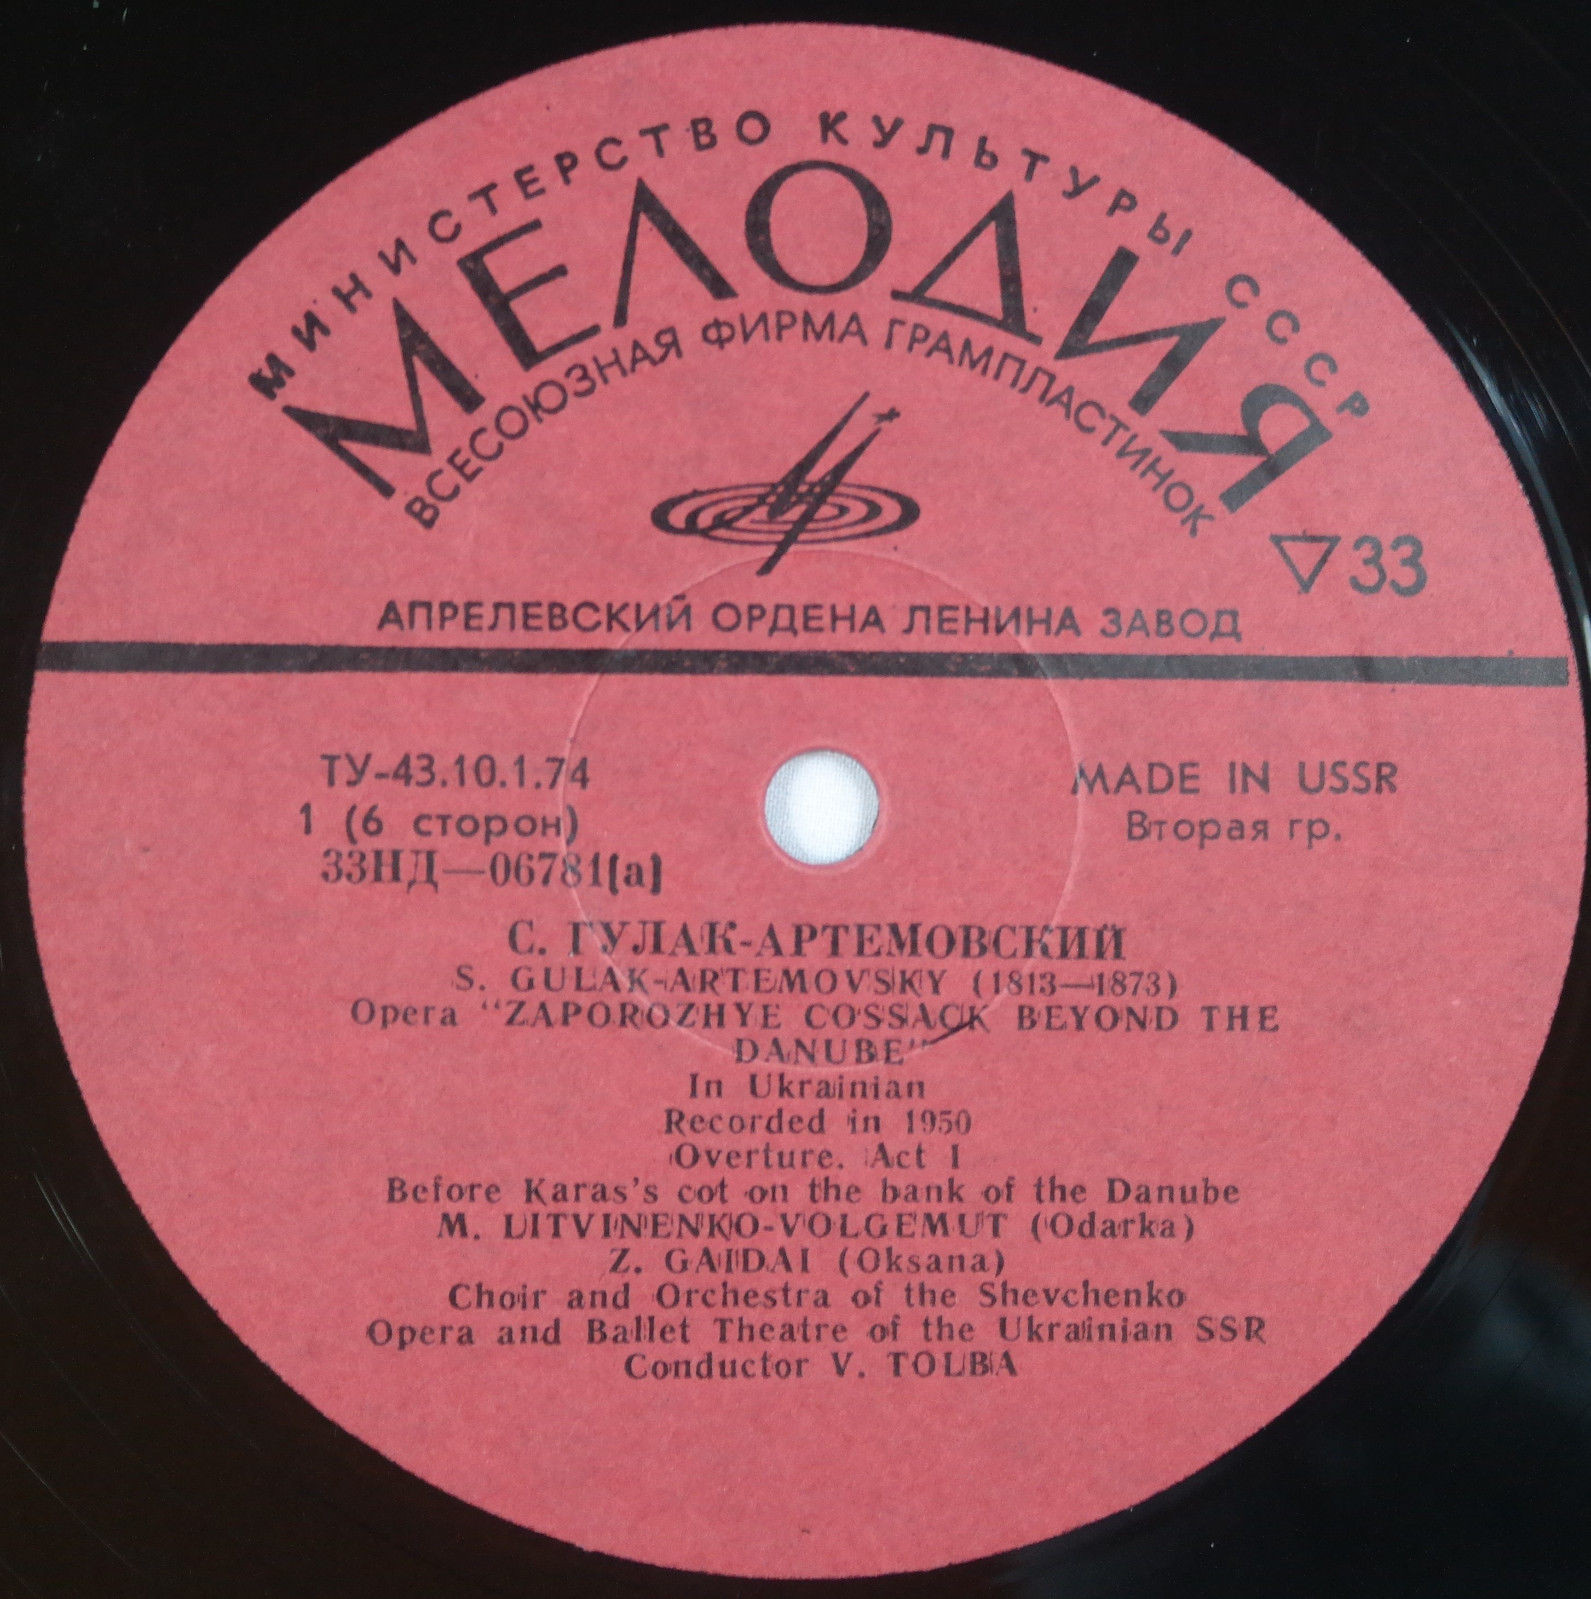 МИНИСТЕРСТВО КУЛЬТУРЫ СССР
МЕЛОДИЯ
ВСЕСОЮЗНАЯ ФИРМА ГРАМПЛАСТИНОК
▽33
АПРЕЛЕВСКИЙ ОРДЕНА ЛЕНИНА ЗАВОД
ТУ-43.10.1.74
MADE IN USSR
1 (6 сторон)
Вторая гр.
33НД—06781(а)
С. ГУЛАК-АРТЕМОВСКИЙ
S. GULAK-ARTEMOVSKY (1813—1873)
Opera "ZAPOROZHYE COSSACK BEYOND THE
DANUBE"
In Ukrainian
Recorded in 1950
Overture. Act I
Before Karas's cot on the bank of the Danube
M. LITVINENKO-VOLGEMUT (Odarka)
Z. GAIDAI (Oksana)
Choir and Orchestra of the Shevchenko
Opera and Ballet Theatre of the Ukrainian SSR
Conductor V. TOLBA